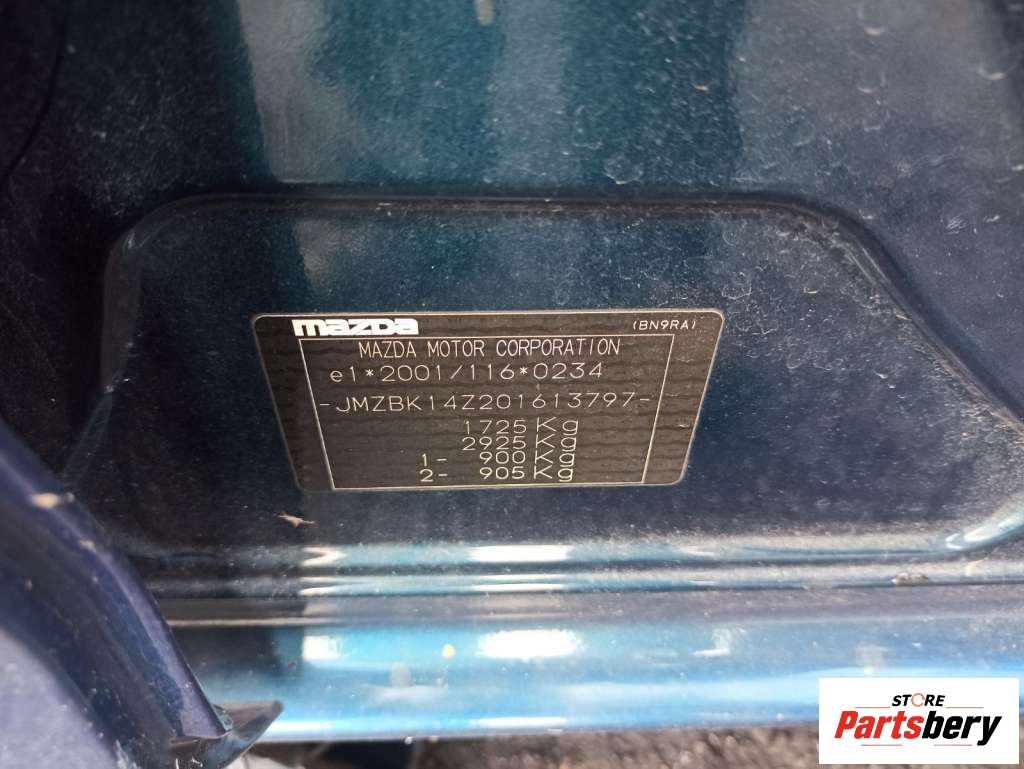 mazda (BN9RA)
MAZDA MOTOR CORPORATION
e1*2001/116*0234
-JMZBK14Z201613797-
1725 Kg
2925 Kg
1- 900 Kg
2- 905 Kg
STORE
Partsbery